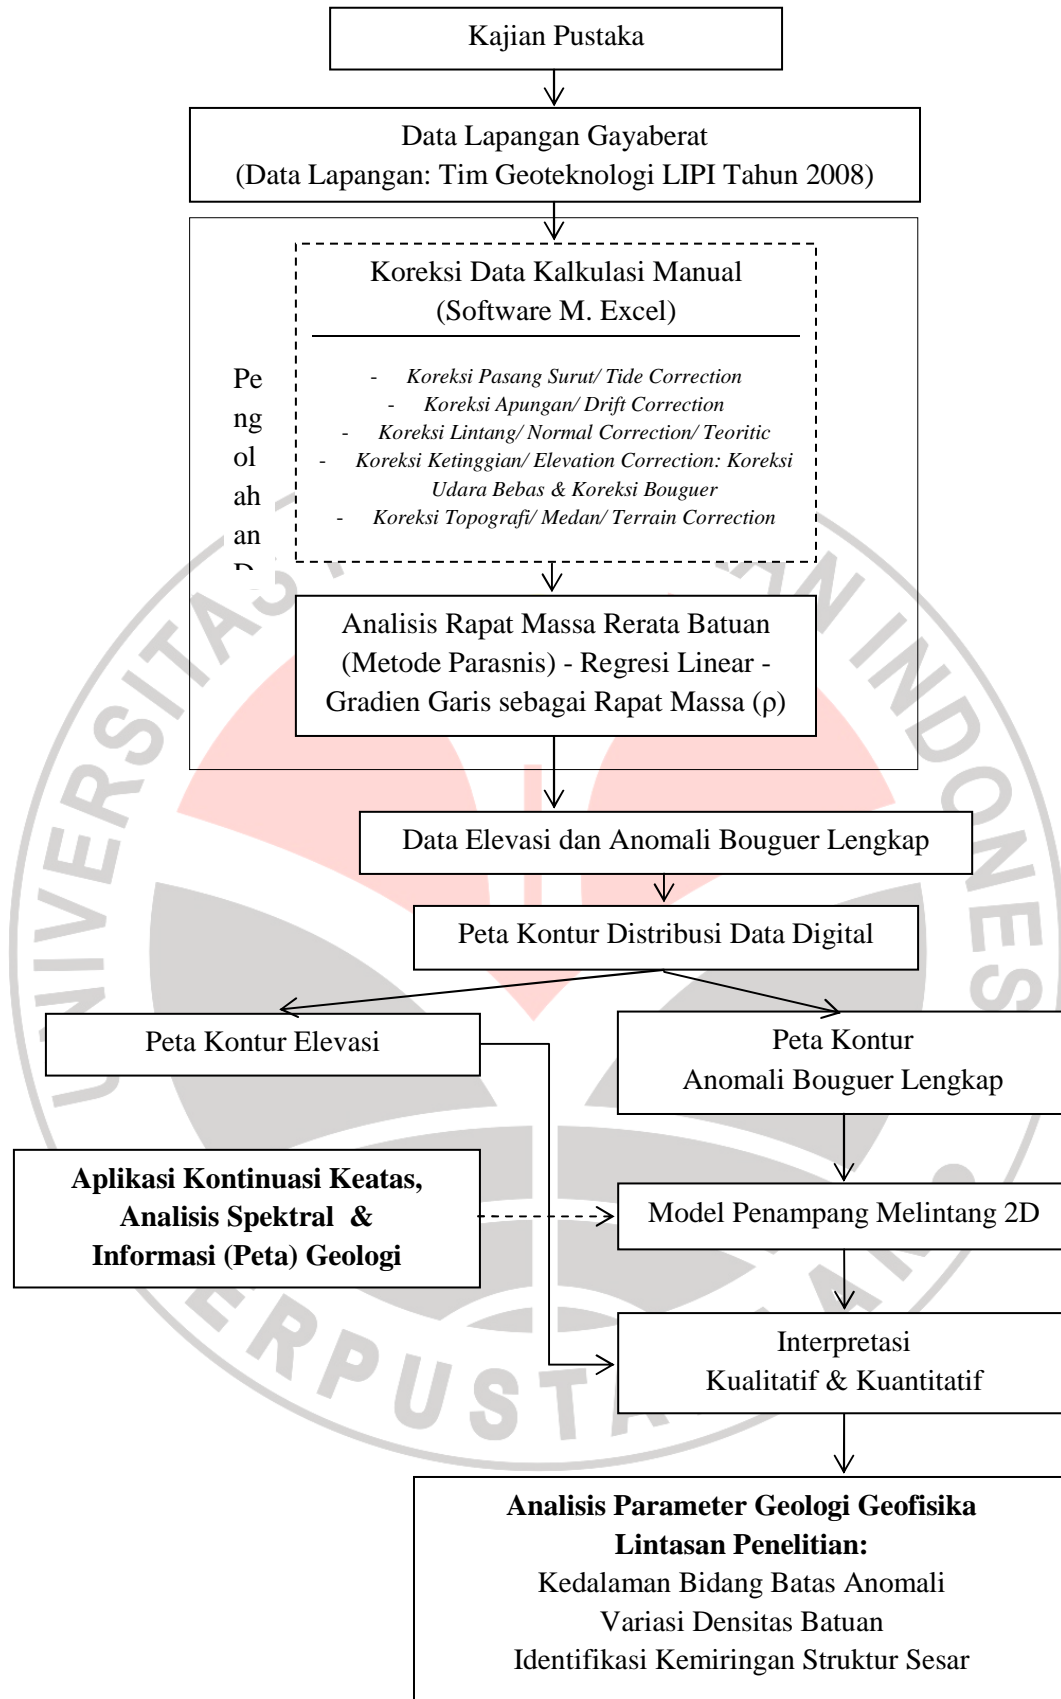 Kajian Pustaka
Data Lapangan Gayaberat
(Data Lapangan: Tim Geoteknologi LIPI Tahun 2008)
Koreksi Data Kalkulasi Manual
(Software M. Excel)
Pe
ng
ol
ah
an
- Koreksi Pasang Surut/ Tide Correction
- Koreksi Apungan/ Drift Correction
- Koreksi Lintang/ Normal Correction/ Teoritic
- Koreksi Ketinggian/ Elevation Correction: Koreksi
Udara Bebas & Koreksi Bouguer
- Koreksi Topografi/ Medan/ Terrain Correction
Analisis Rapat Massa Rerata Batuan
(Metode Parasnis) - Regresi Linear -
Gradien Garis sebagai Rapat Massa (ρ)
Data Elevasi dan Anomali Bouguer Lengkap
Peta Kontur Distribusi Data Digital
Peta Kontur Elevasi
Peta Kontur
Anomali Bouguer Lengkap
Aplikasi Kontinuasi Keatas,
Analisis Spektral &
Informasi (Peta) Geologi
Model Penampang Melintang 2D
Interpretasi
Kualitatif & Kuantitatif
Analisis Parameter Geologi Geofisika
Lintasan Penelitian:
Kedalaman Bidang Batas Anomali
Variasi Densitas Batuan
Identifikasi Kemiringan Struktur Sesar